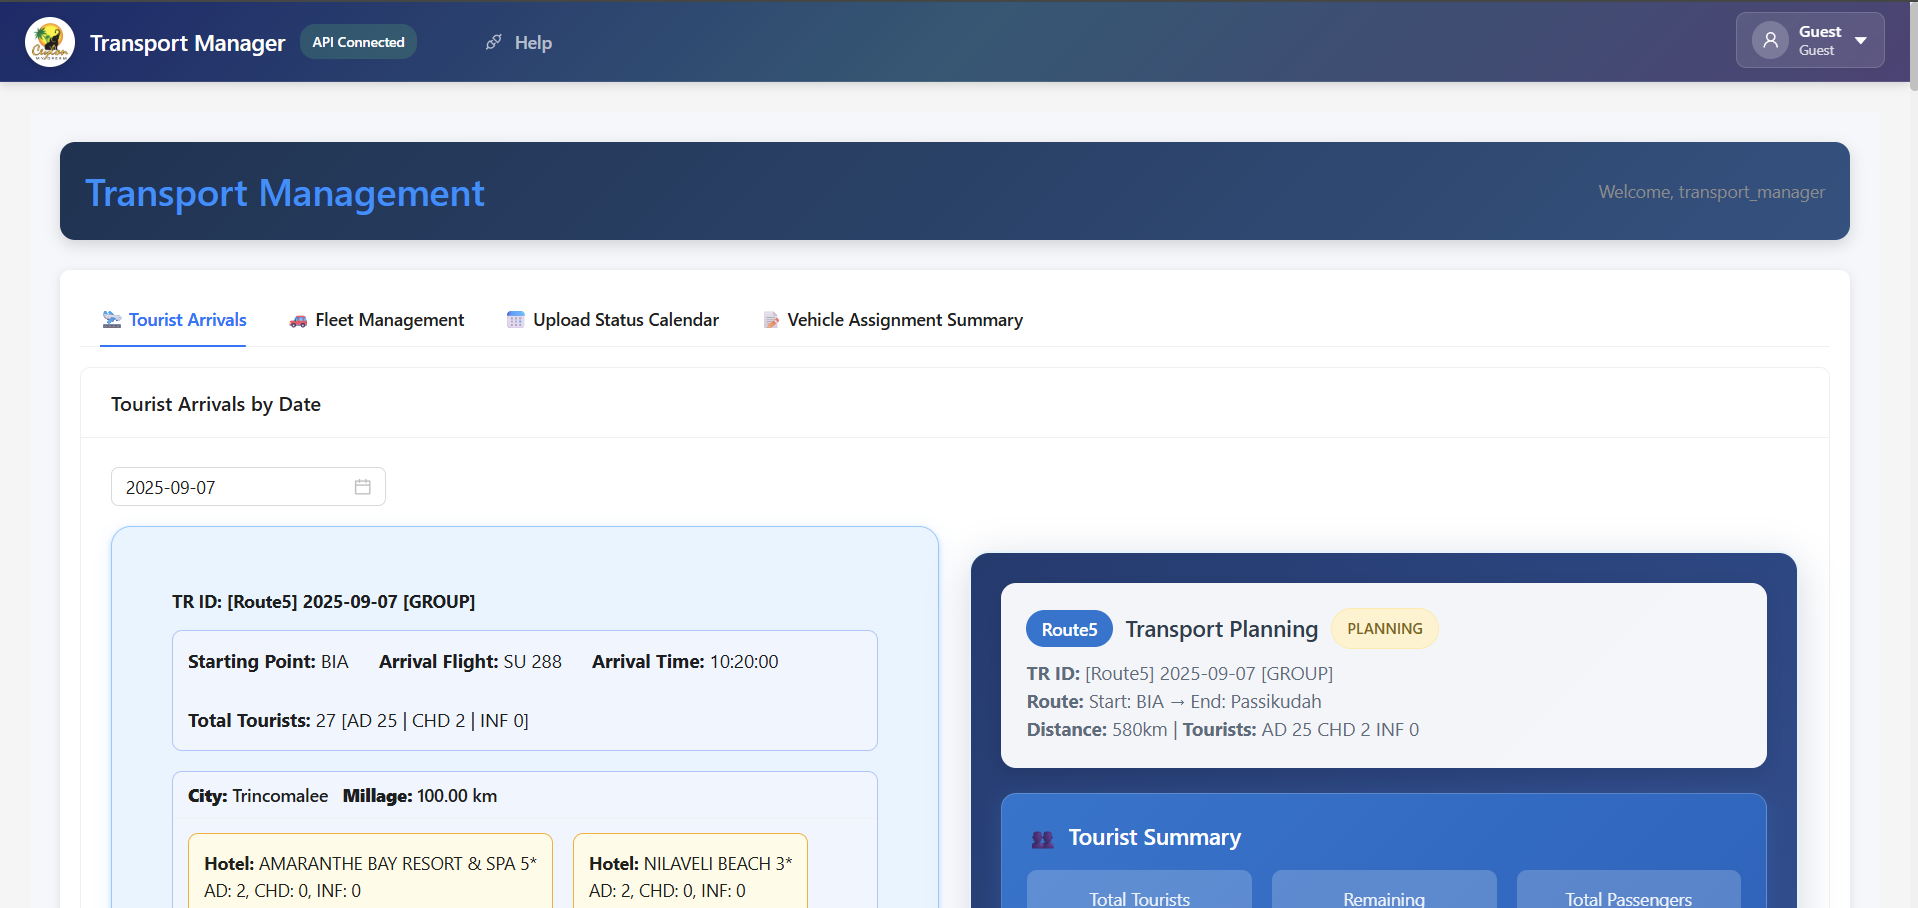 Ceylon
Transport Manager
API Connected
Help
Guest
Guest
Transport Management
Welcome, transport_manager
Tourist Arrivals
Fleet Management
Upload Status Calendar
Vehicle Assignment Summary
Tourist Arrivals by Date
2025-09-07
TR ID: [Route5] 2025-09-07 [GROUP]
Starting Point: BIA Arrival Flight: SU 288 Arrival Time: 10:20:00
Total Tourists: 27 [AD 25 | CHD 2 | INF 0]
City: Trincomalee Millage: 100.00 km
Hotel: AMARANTHE BAY RESORT & SPA 5*
AD: 2, CHD: 0, INF: 0
Hotel: NILAVELI BEACH 3*
AD: 2, CHD: 0, INF: 0
Route5 Transport Planning PLANNING
TR ID: [Route5] 2025-09-07 [GROUP]
Route: Start: BIA → End: Passikudah
Distance: 580km | Tourists: AD 25 CHD 2 INF 0
Tourist Summary
Total Tourists
Remaining
Total Passengers